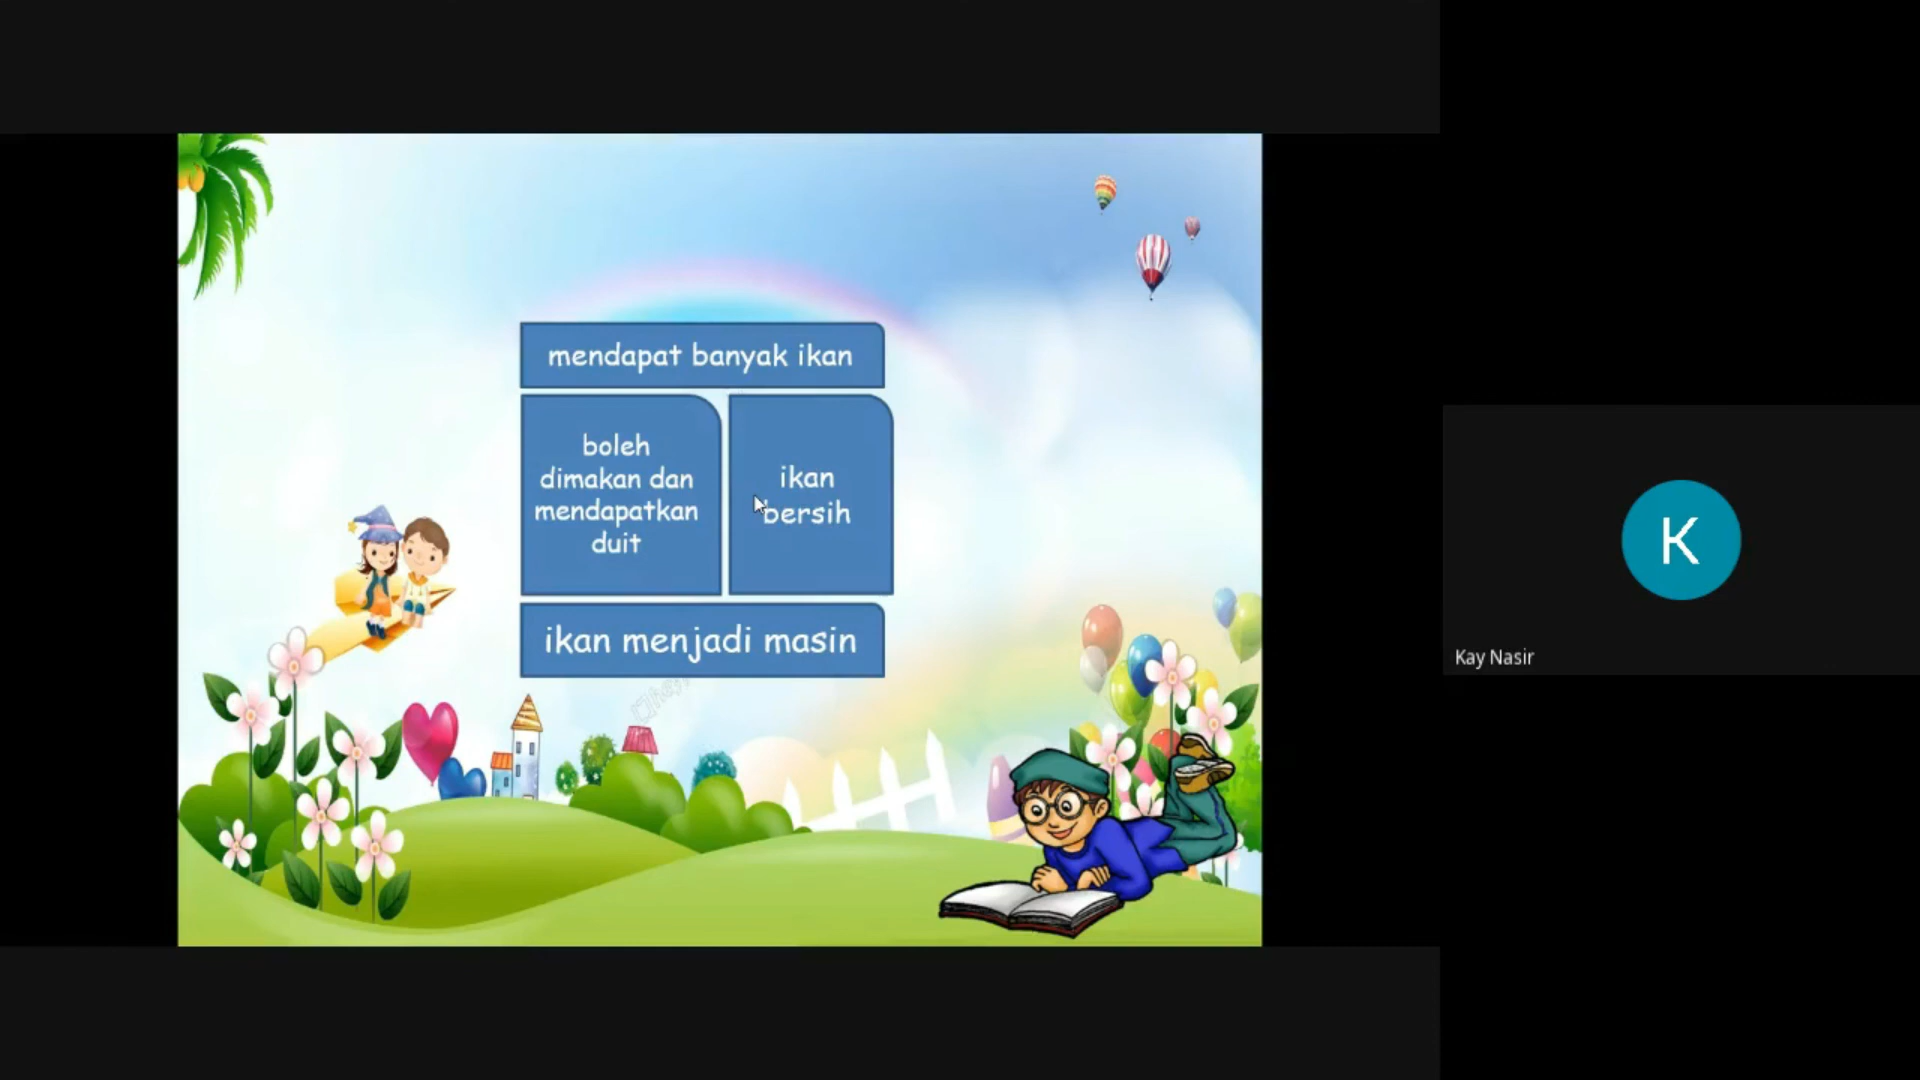 mendapat banyak ikan
boleh
dimakan dan
mendapatkan
duit
ikan
bersih
ikan menjadi masin
K
Kay Nasir